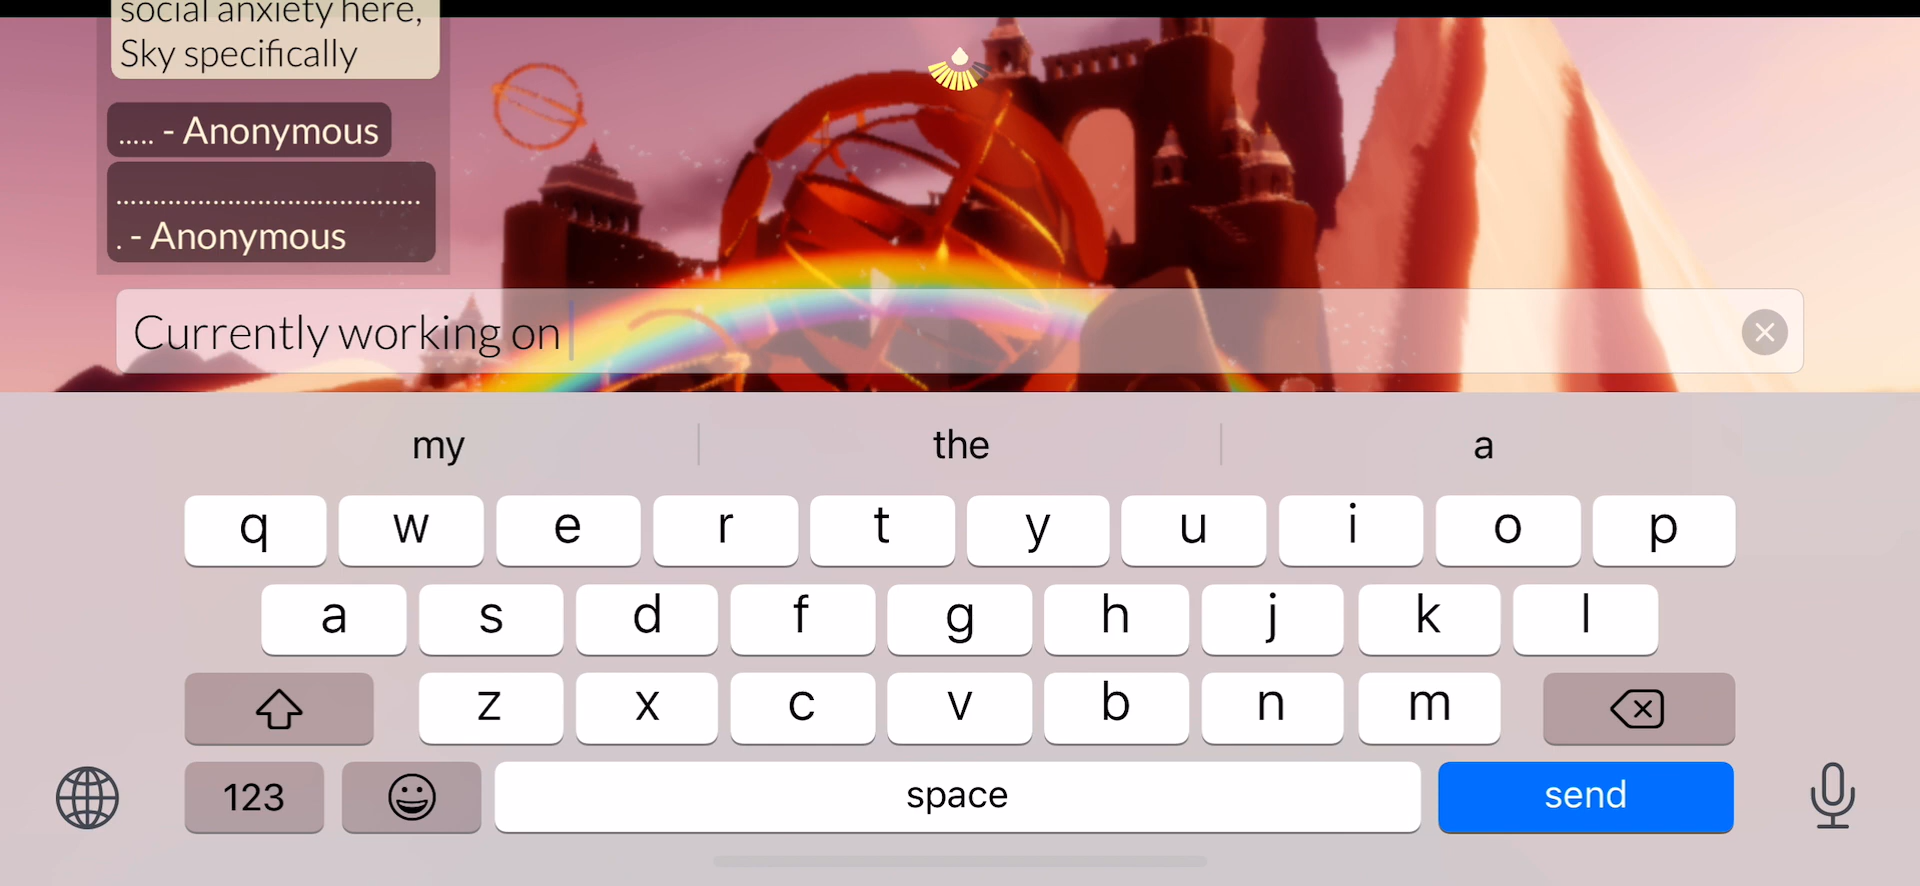 social anxiety here,
Sky specifically
..... - Anonymous
.........................................
. - Anonymous
Currently working on
my the a
q w e r t y u i o p
a s d f g h j k l
z x c v b n m
123 space send